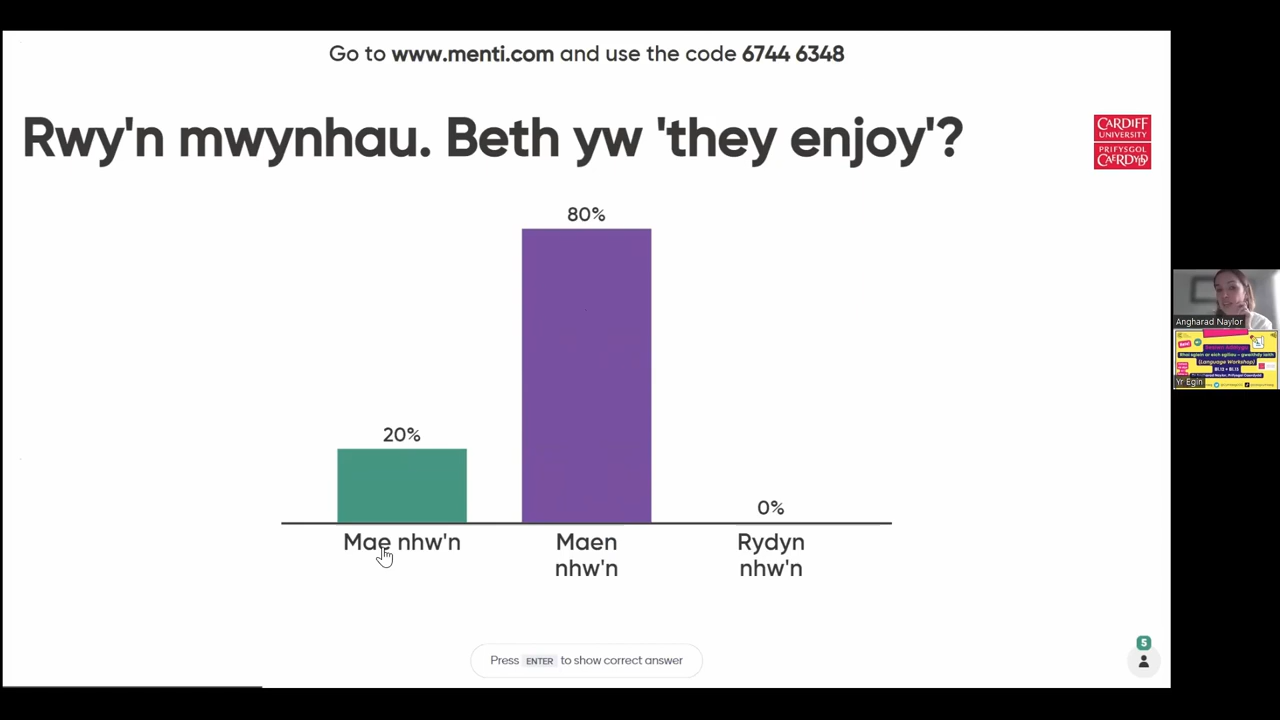 Go to www.menti.com and use the code 6744 6348
Rwy'n mwynhau. Beth yw 'they enjoy'?
CARDIFF
UNIVERSITY
PRIFYSGOL
CAERDYDD
80%
20%
0%
Mae nhw'n
Maen
nhw'n
Rydyn
nhw'n
Press ENTER to show correct answer
5
Angharad Naylor
(Language Workshop)
Yr Egin